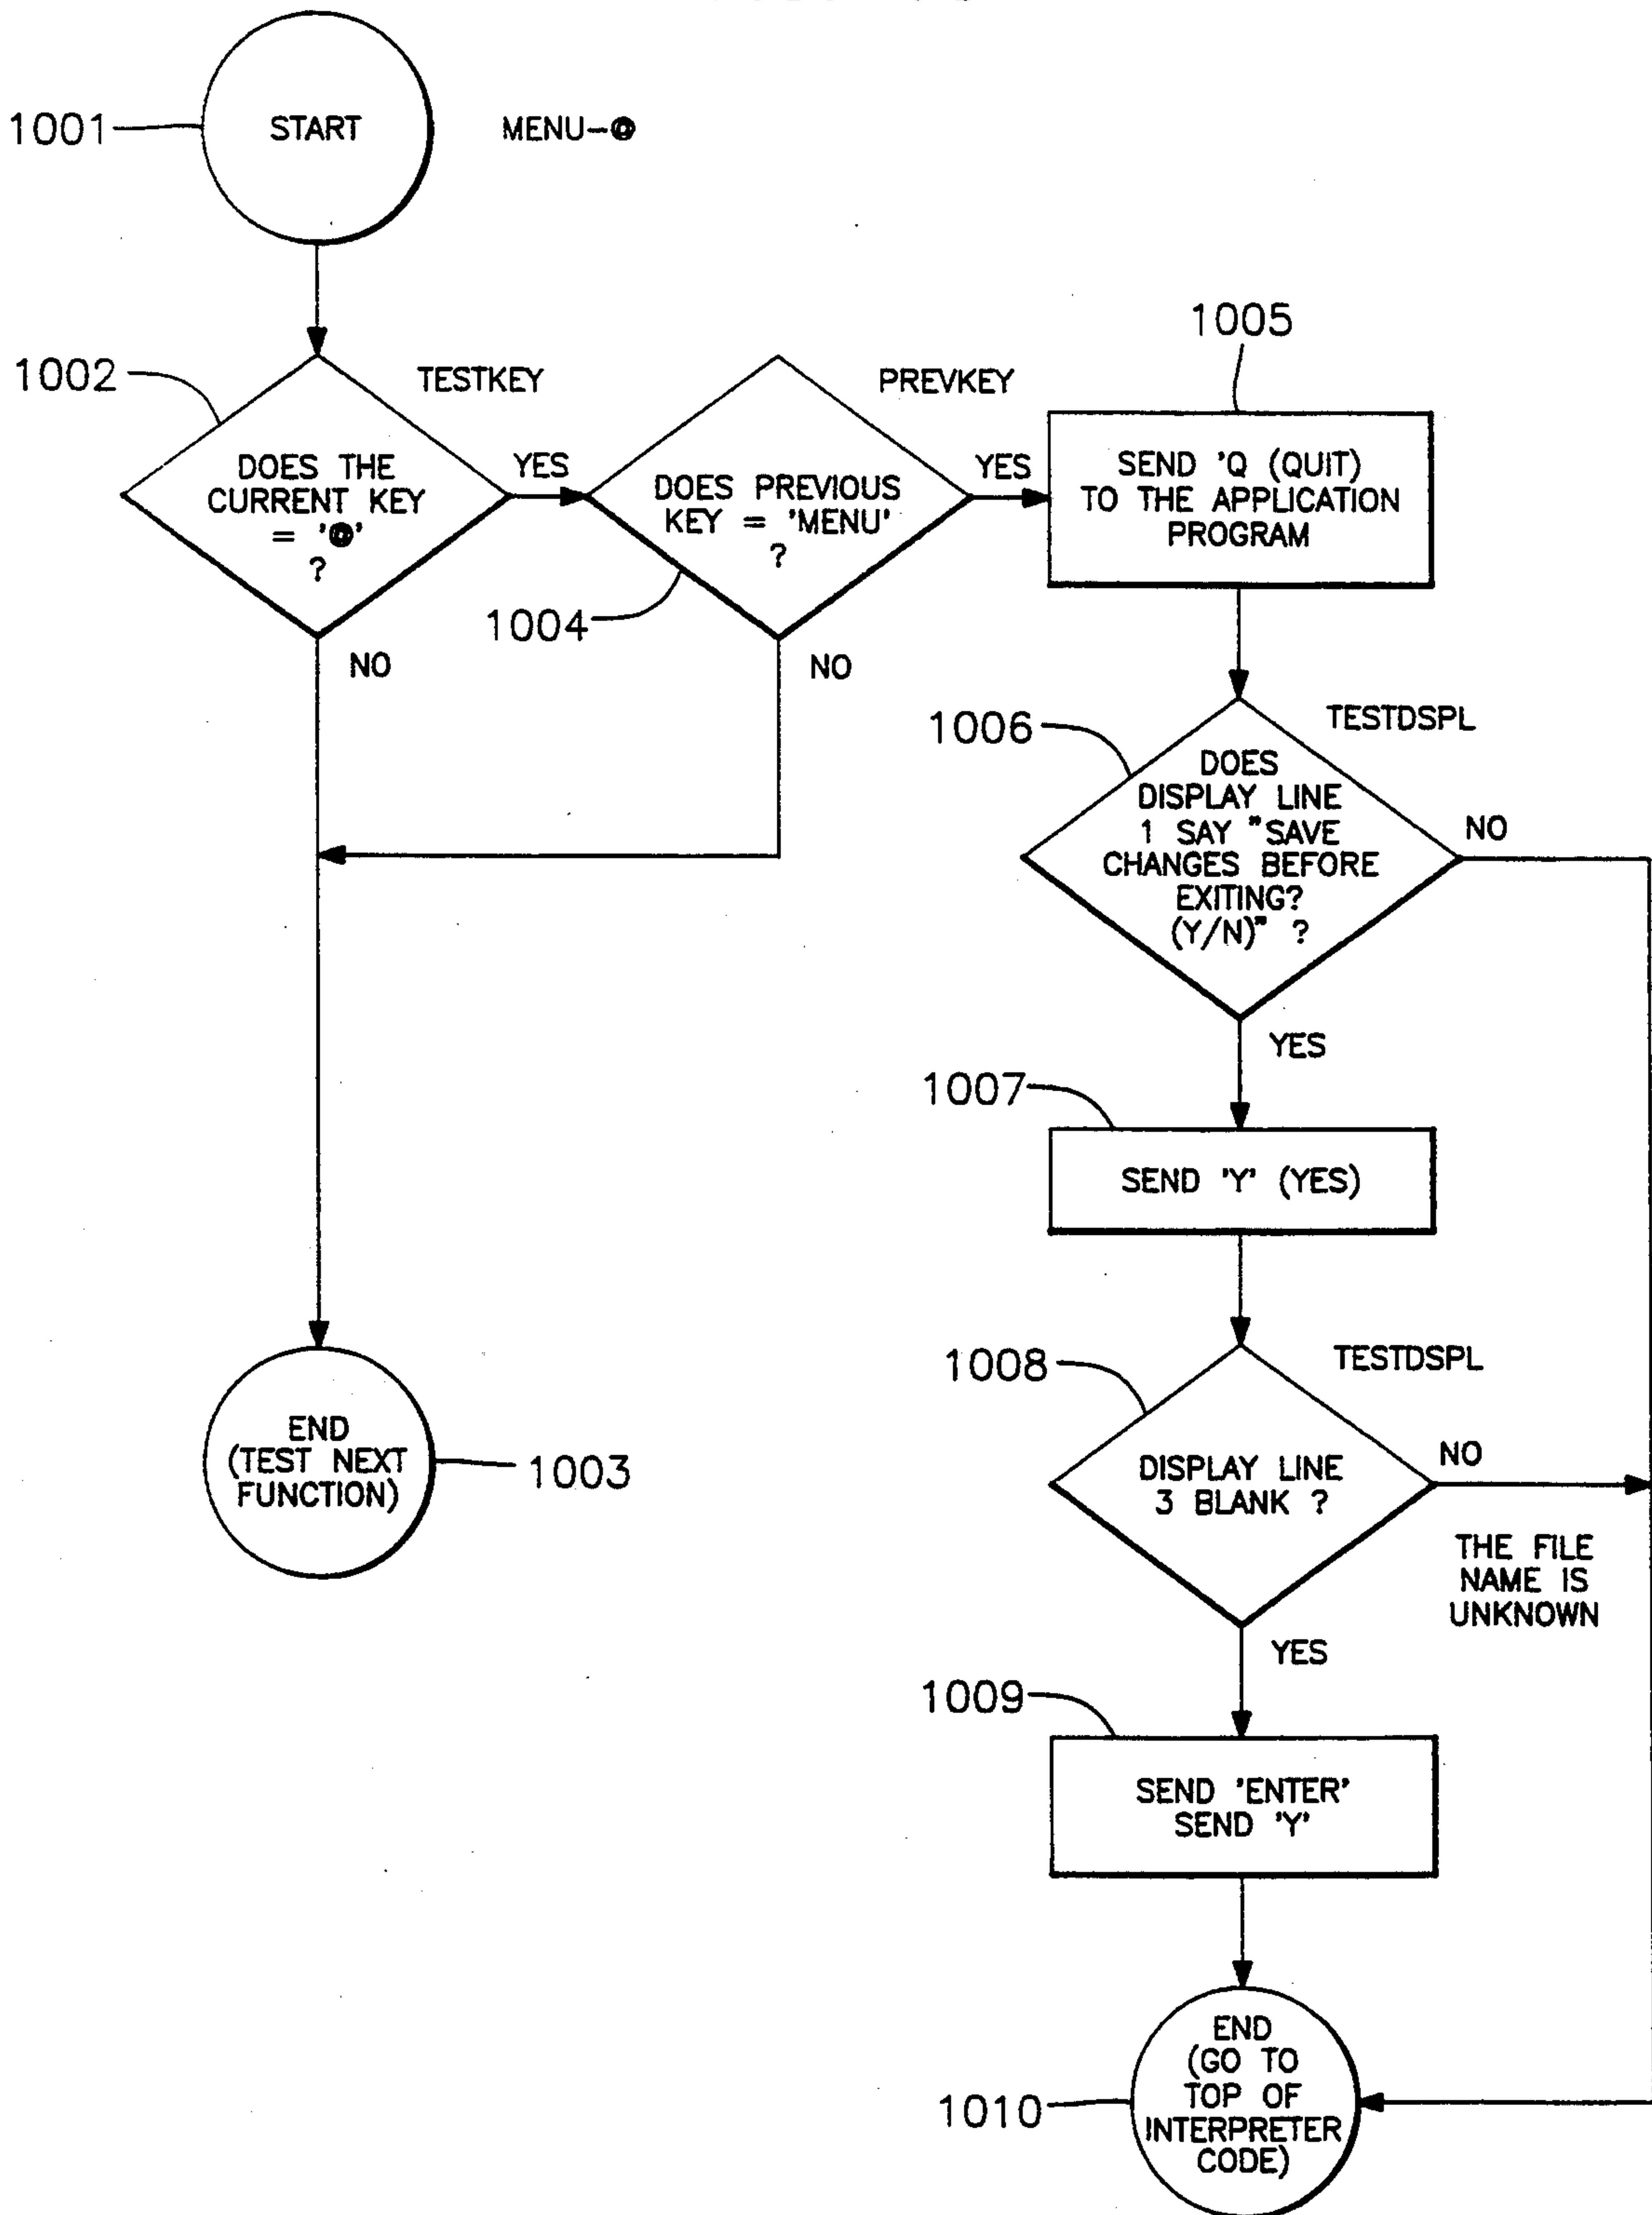 1001
START
MENU-@
1002
TESTKEY
DOES THE
CURRENT KEY
= '@'
?
YES
NO
1004
PREVKEY
DOES PREVIOUS
KEY = 'MENU'
?
YES
NO
1005
SEND 'Q (QUIT)
TO THE APPLICATION
PROGRAM
1006
TESTDSPL
DOES
DISPLAY LINE
1 SAY "SAVE
CHANGES BEFORE
EXITING?
(Y/N)" ?
NO
YES
1007
SEND 'Y' (YES)
1008
TESTDSPL
DISPLAY LINE
3 BLANK ?
NO
THE FILE
NAME IS
UNKNOWN
YES
END
(TEST NEXT
FUNCTION)
1003
1009
SEND 'ENTER'
SEND 'Y'
1010
END
(GO TO
TOP OF
INTERPRETER
CODE)